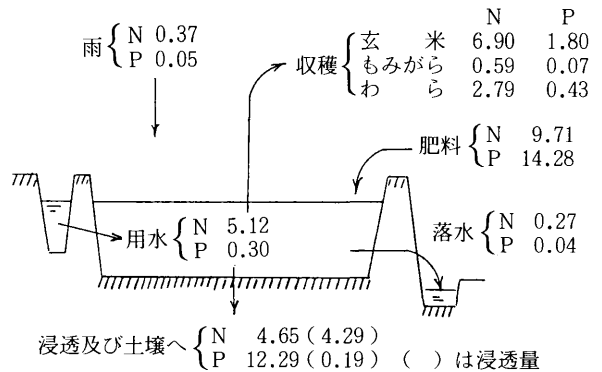 N P
雨 N 0.37
P 0.05
収穫 玄米 6.90 1.80
もみがら 0.59 0.07
わら 2.79 0.43
肥料 N 9.71
P 14.28
用水 N 5.12
P 0.30
落水 N 0.27
P 0.04
浸透及び土壌へ N 4.65(4.29)
P 12.29(0.19) ( )は浸透量